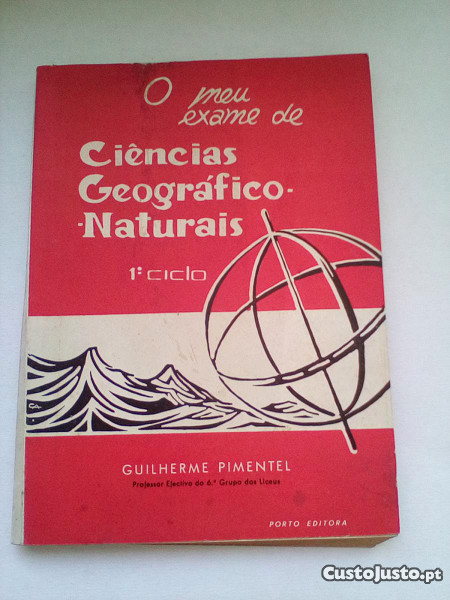 O meu
exame de
Ciências
Geográfico-
-Naturais
1º ciclo
GUILHERME PIMENTEL
Professor Efectivo do 6.º Grupo dos Liceus
PORTO EDITORA
CustoJusto.pt